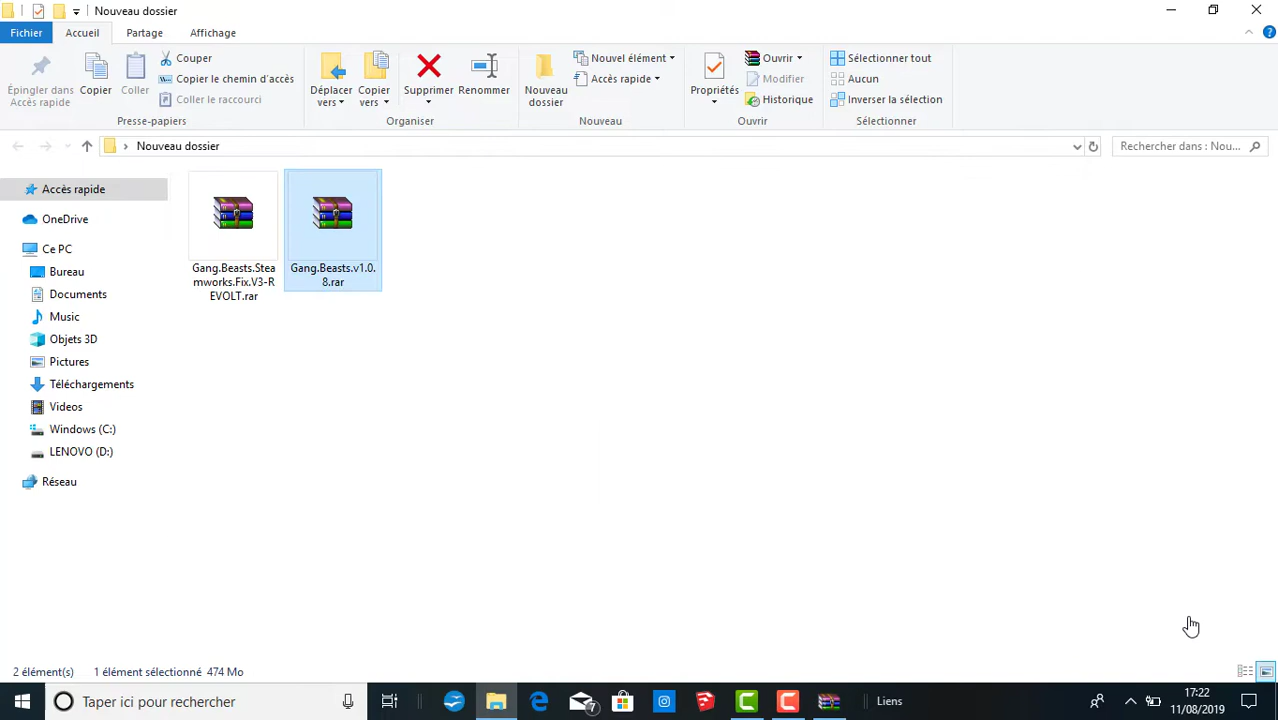 Nouveau dossier
Fichier
Accueil
Partage
Affichage
Épingler dans
Accès rapide
Copier
Coller
Couper
Copier le chemin d'accès
Coller le raccourci
Presse-papiers
Déplacer
vers
Copier
vers
Supprimer
Renommer
Organiser
Nouveau
dossier
Nouvel élément
Accès rapide
Nouveau
Propriétés
Ouvrir
Modifier
Historique
Ouvrir
Sélectionner tout
Aucun
Inverser la sélection
Sélectionner
Nouveau dossier
Rechercher dans : Nou...
Accès rapide
OneDrive
Ce PC
Bureau
Documents
Music
Objets 3D
Pictures
Téléchargements
Videos
Windows (C:)
LENOVO (D:)
Réseau
Gang.Beasts.Stea
mworks.Fix.V3-R
EVOLT.rar
Gang.Beasts.v1.0.
8.rar
2 élément(s)
1 élément sélectionné 474 Mo
Taper ici pour rechercher
7
Liens
17:22
11/08/2019